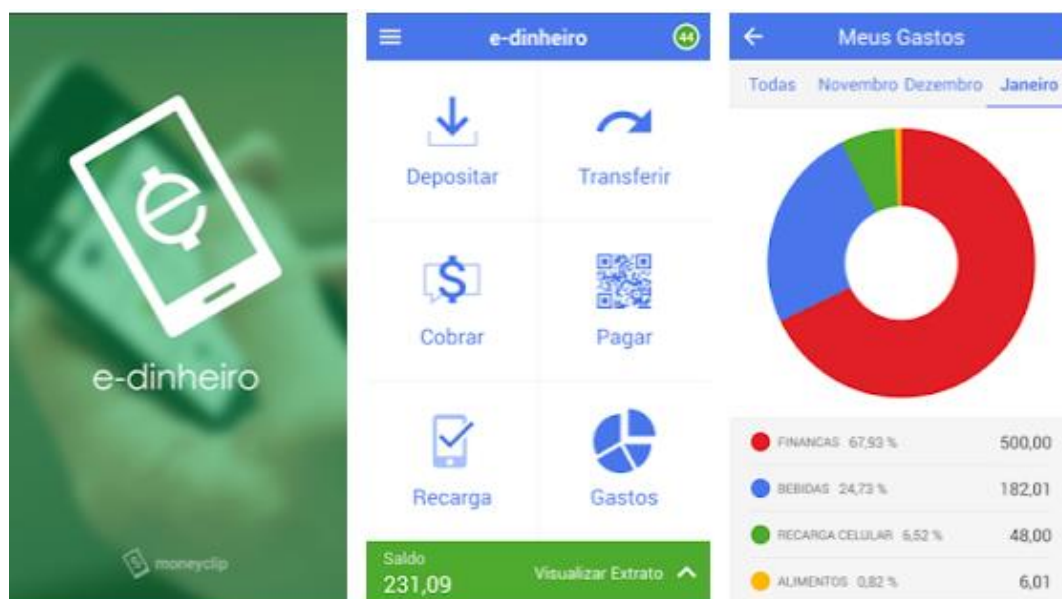 e-dinheiro
moneyclip
e-dinheiro 44
Depositar Transferir
Cobrar Pagar
Recarga Gastos
Saldo
231,09 Visualizar Extrato
Meus Gastos
Todas Novembro Dezembro Janeiro
FINANCAS 67,93 % 500,00
BEBIDAS 24,73 % 182,01
RECARGA CELULAR 6,52 % 48,00
ALIMENTOS 0,82 % 6,01